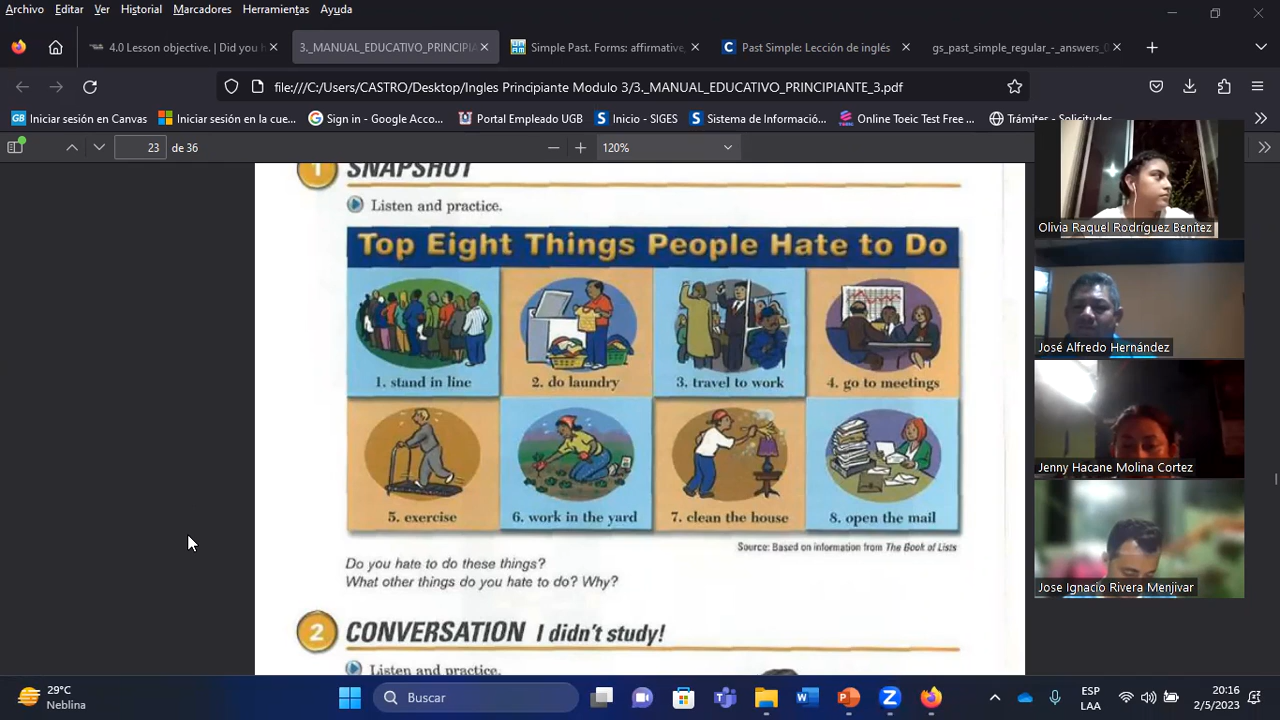 Archivo Editar Ver Historial Marcadores Herramientas Ayuda
4.0 Lesson objective. | Did you h
3._MANUAL_EDUCATIVO_PRINCIPIA
Simple Past. Forms: affirmative,
Past Simple: Lección de inglés
gs_past_simple_regular_-_answers_
file:///C:/Users/CASTRO/Desktop/Ingles Principiante Modulo 3/3._MANUAL_EDUCATIVO_PRINCIPIANTE_3.pdf
Iniciar sesión en Canvas
Iniciar sesión en la cue...
Sign in - Google Acco...
Portal Empleado UGB
Inicio - SIGES
Sistema de Informació...
Online Toeic Test Free ...
Trámites - Solicitudes
23 de 36
120%
1 SNAPSHOT
Listen and practice.
Top Eight Things People Hate to Do
1. stand in line
2. do laundry
3. travel to work
4. go to meetings
5. exercise
6. work in the yard
7. clean the house
8. open the mail
Source: Based on information from The Book of Lists
Do you hate to do these things?
What other things do you hate to do? Why?
2 CONVERSATION I didn't study!
Listen and practice.
Olivia Raquel Rodríguez Benítez
José Alfredo Hernández
Jenny Hacane Molina Cortez
Jose Ignacio Rivera Menjivar
29°C
Neblina
Buscar
ESP
LAA
20:16
2/5/2023